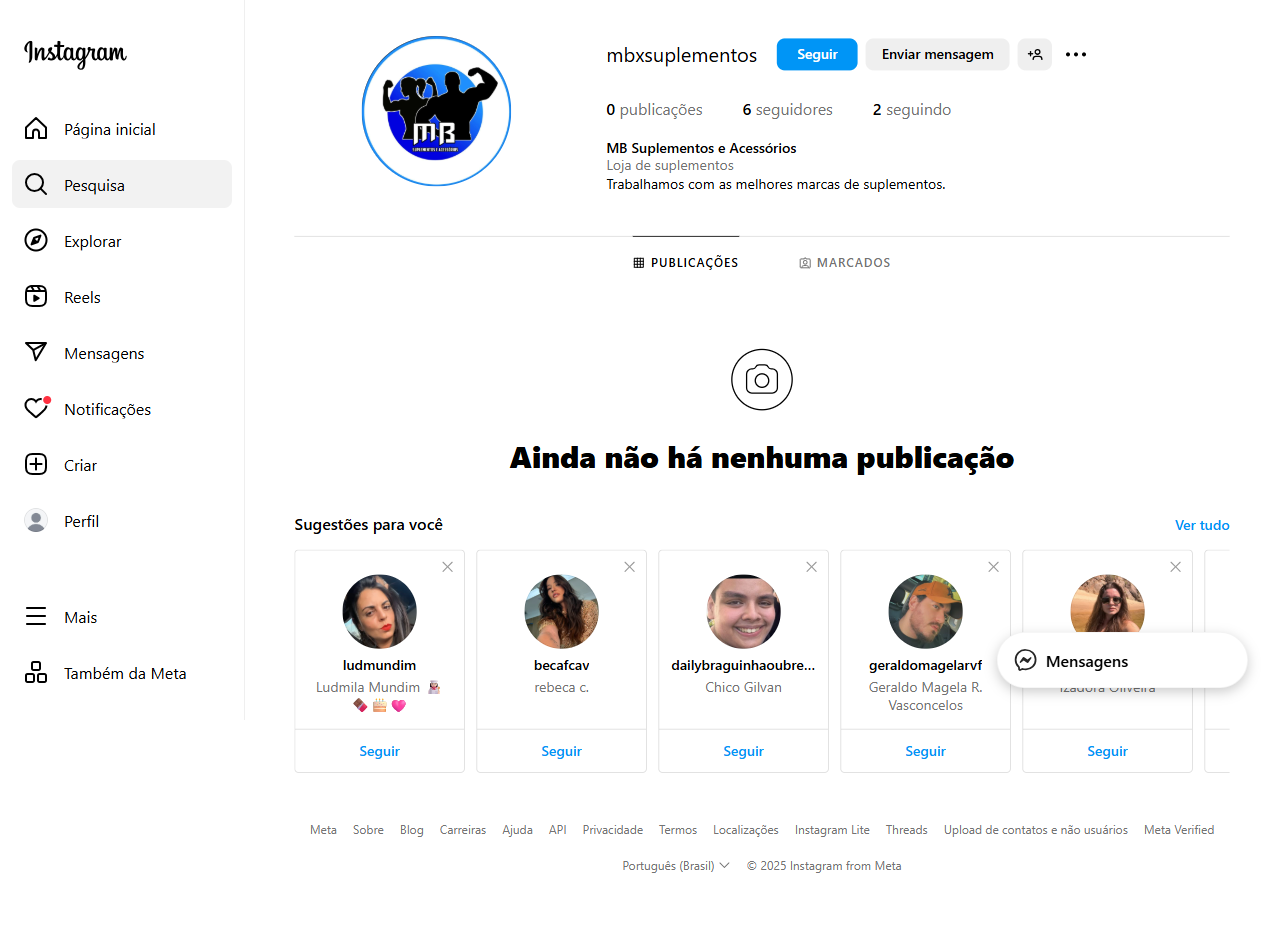 Instagram
Página inicial
Pesquisa
Explorar
Reels
Mensagens
Notificações
Criar
Perfil
Mais
Também da Meta
MB
SUPLEMENTOS E ACESSÓRIOS
mbxsuplementos
Seguir
Enviar mensagem
0 publicações 6 seguidores 2 seguindo
MB Suplementos e Acessórios
Loja de suplementos
Trabalhamos com as melhores marcas de suplementos.
PUBLICAÇÕES
MARCADOS
Ainda não há nenhuma publicação
Sugestões para você
Ver tudo
ludmundim
Ludmila Mundim 👰🏻
🍫 🍰 💗
Seguir
becafcav
rebeca c.
Seguir
dailybraguinhaoubre...
Chico Gilvan
Seguir
geraldomagelarvf
Geraldo Magela R.
Vasconcelos
Seguir
Izadora Oliveira
Seguir
Mensagens
Meta Sobre Blog Carreiras Ajuda API Privacidade Termos Localizações Instagram Lite Threads Upload de contatos e não usuários Meta Verified
Português (Brasil) © 2025 Instagram from Meta